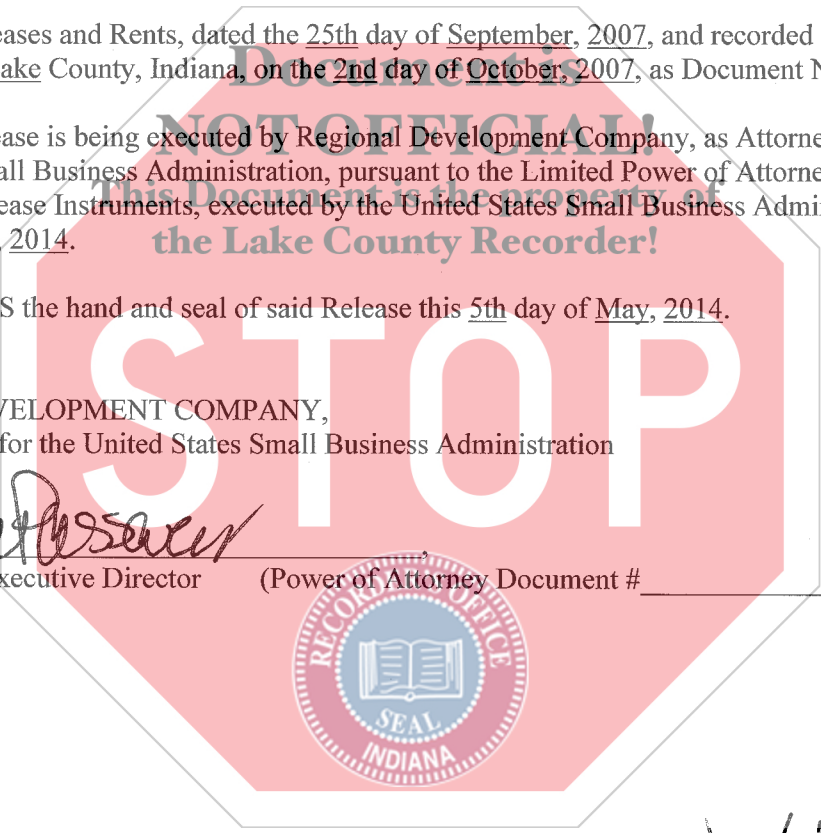 eases and Rents, dated the 25th day of September, 2007, and recorded
ake County, Indiana, on the 2nd day of October, 2007, as Document N
Document is
ease is being executed by Regional Development Company, as Attorne
NOT OFFICIAL!
all Business Administration, pursuant to the Limited Power of Attorne
This Document is the property of
ease Instruments, executed by the United States Small Business Admi
the Lake County Recorder!
, 2014.
S the hand and seal of said Release this 5th day of May, 2014.
STOP
VELOPMENT COMPANY,
for the United States Small Business Administration
,
xecutive Director (Power of Attorney Document #
RECORDER'S OFFICE
SEAL
INDIANA